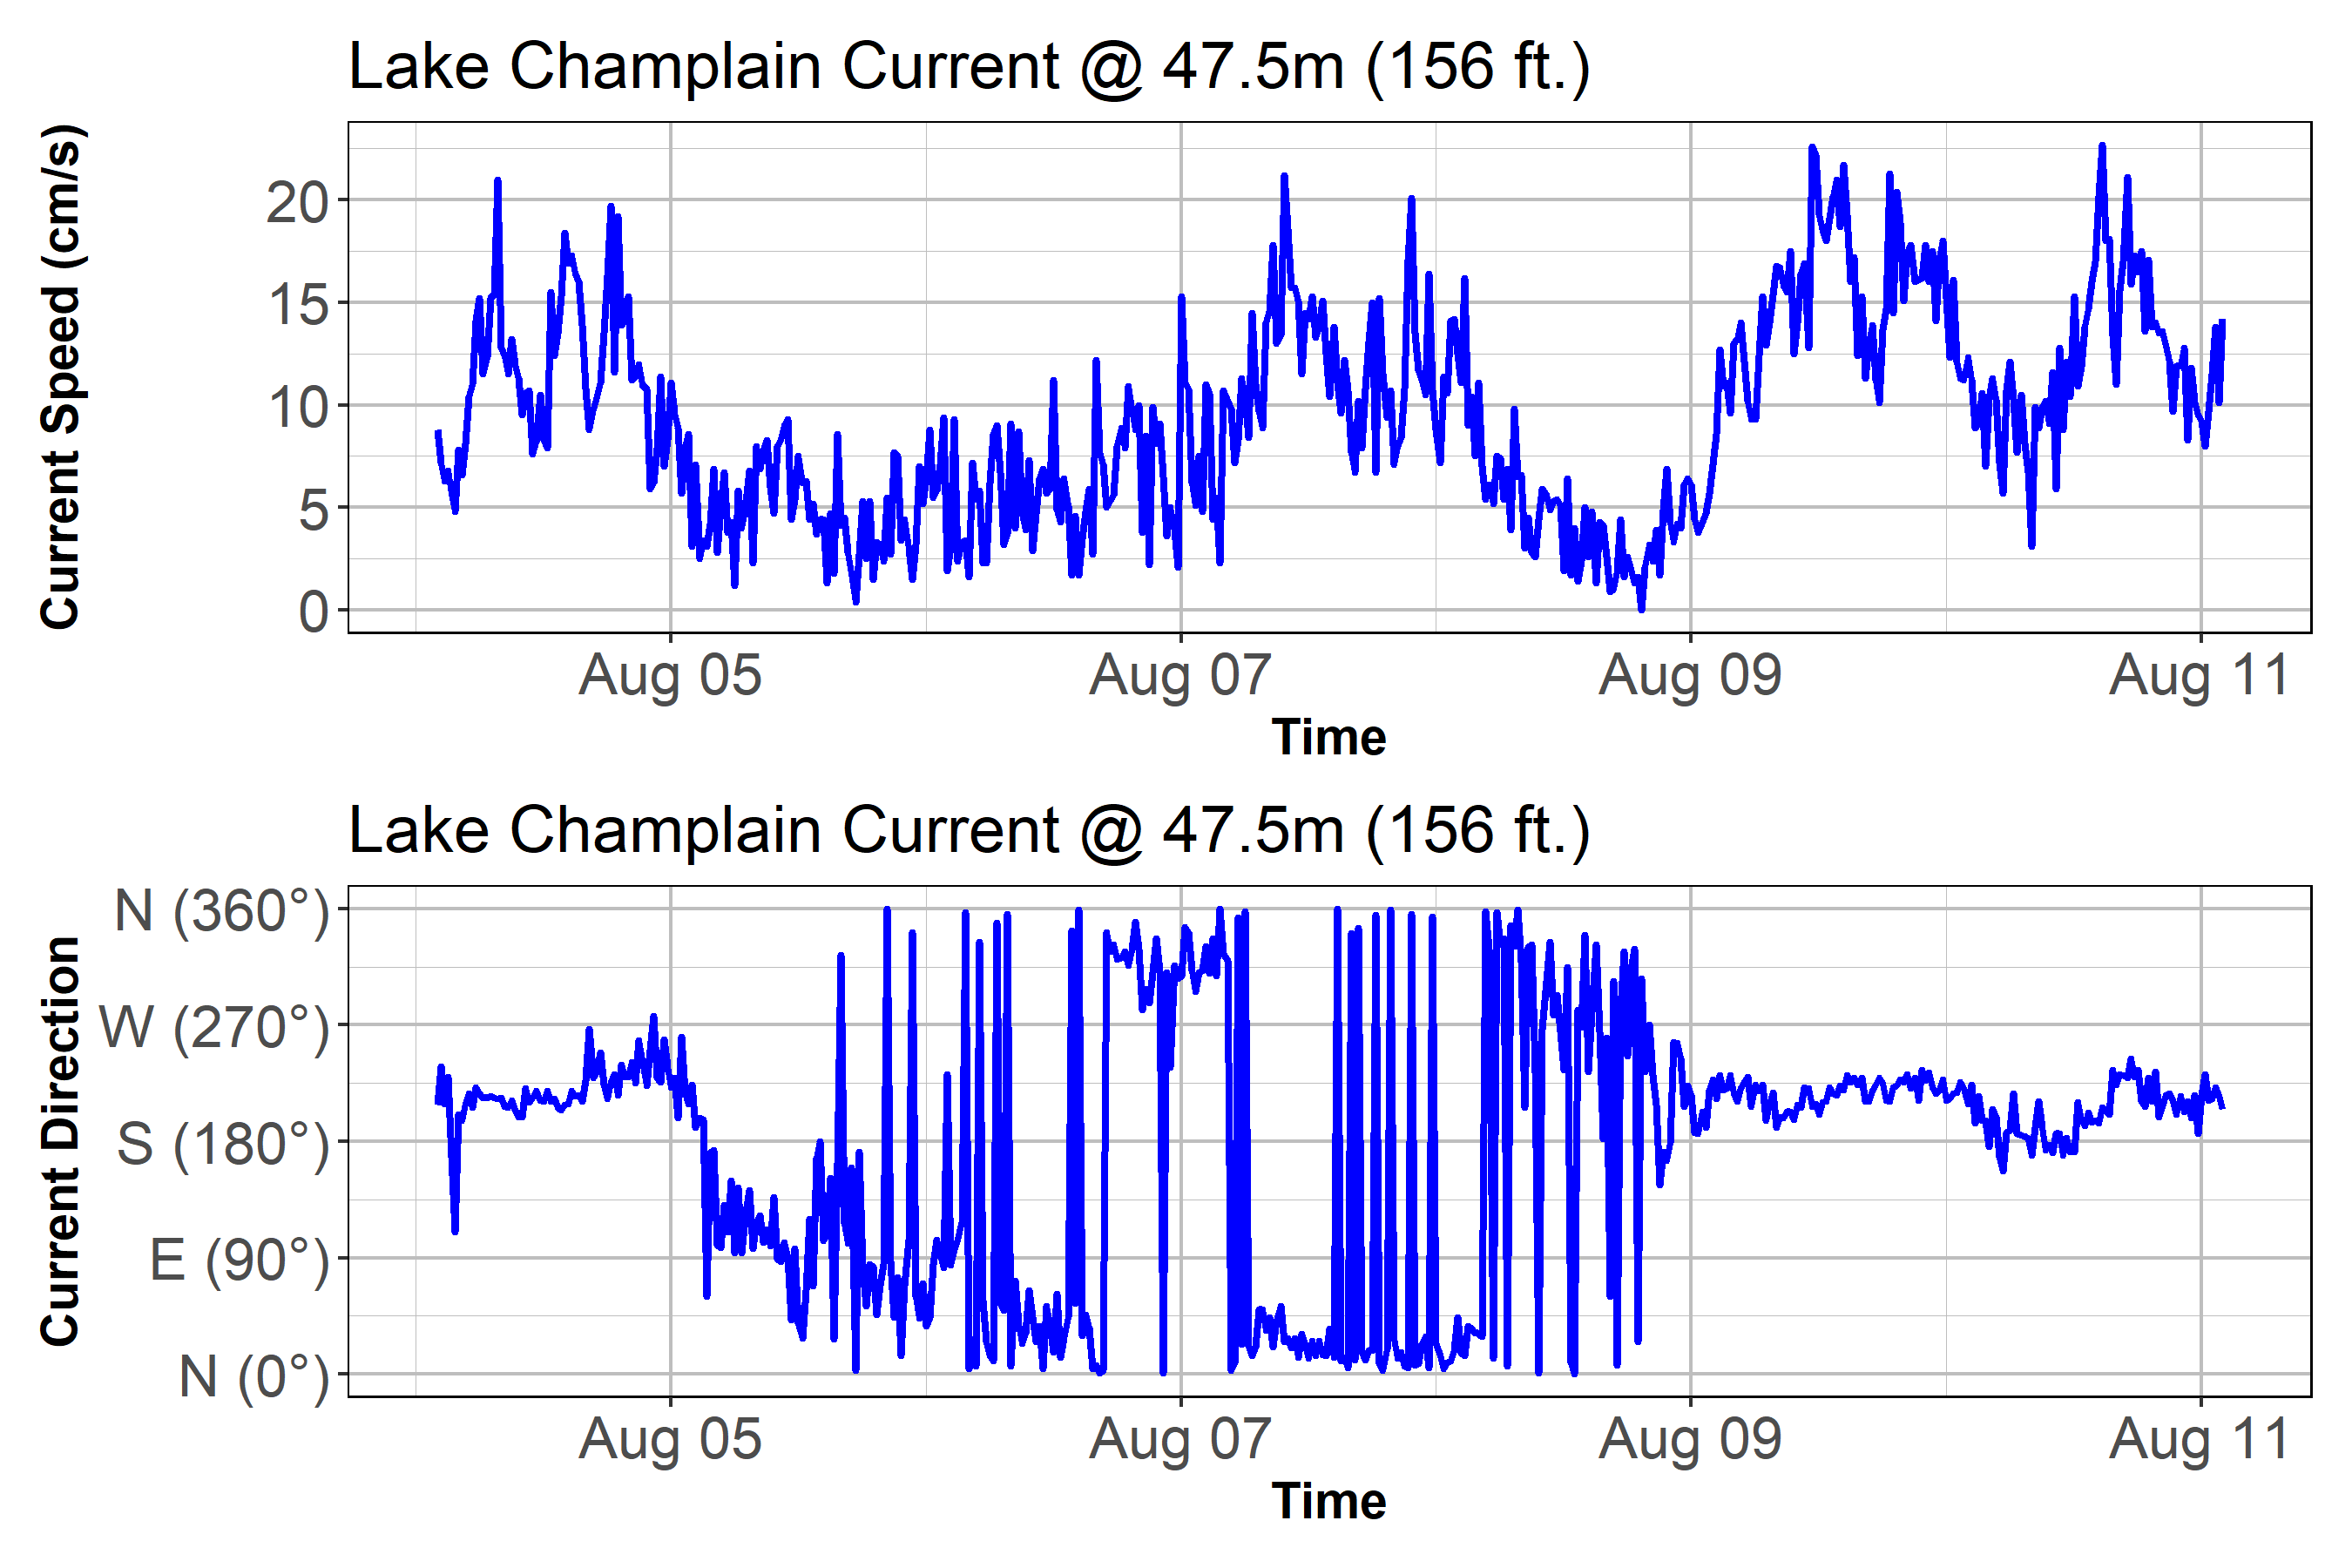 Lake Champlain Current @ 47.5m (156 ft.)
Current Speed (cm/s)
20
15
10
5
0
Aug 05 Aug 07 Aug 09 Aug 11
Time
Lake Champlain Current @ 47.5m (156 ft.)
Current Direction
N (360°)
W (270°)
S (180°)
E (90°)
N (0°)
Aug 05 Aug 07 Aug 09 Aug 11
Time